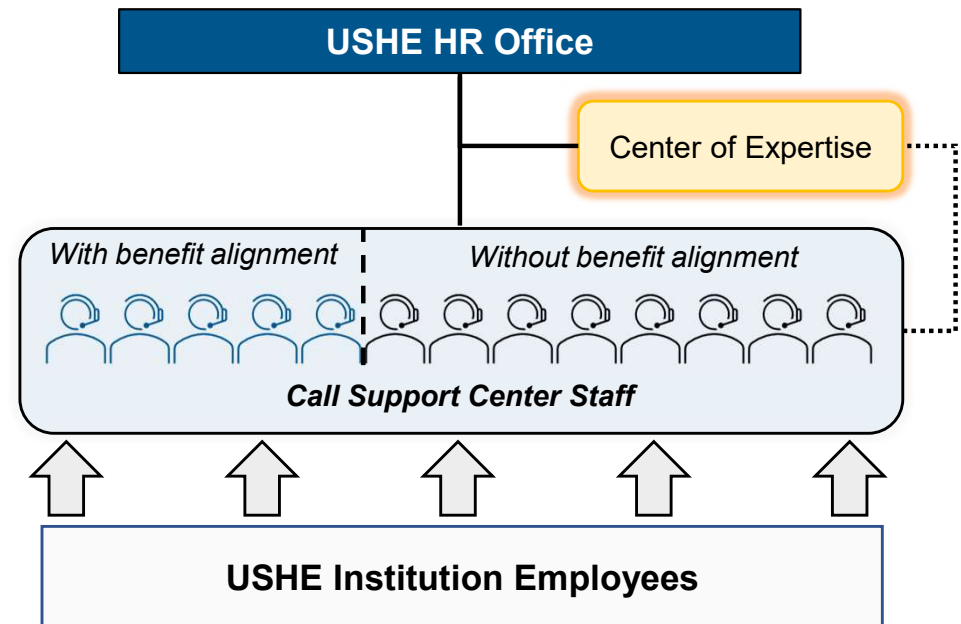 USHE HR Office
Center of Expertise
With benefit alignment
Without benefit alignment
Call Support Center Staff
USHE Institution Employees